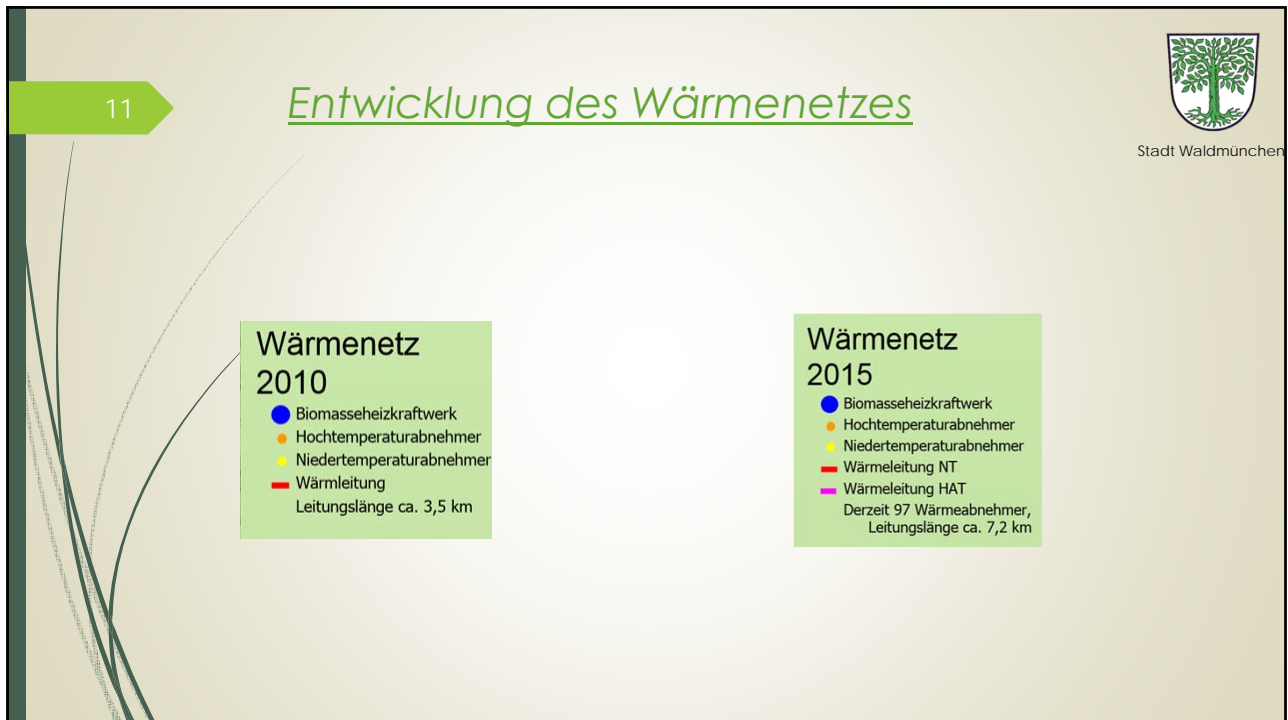 11
Entwicklung des Wärmenetzes
Stadt Waldmünchen
Wärmenetz
2010
Biomasseheizkraftwerk
Hochtemperaturabnehmer
Niedertemperaturabnehmer
Wärmleitung
Leitungslänge ca. 3,5 km
Wärmenetz
2015
Biomasseheizkraftwerk
Hochtemperaturabnehmer
Niedertemperaturabnehmer
Wärmeleitung NT
Wärmeleitung HAT
Derzeit 97 Wärmeabnehmer,
Leitungslänge ca. 7,2 km